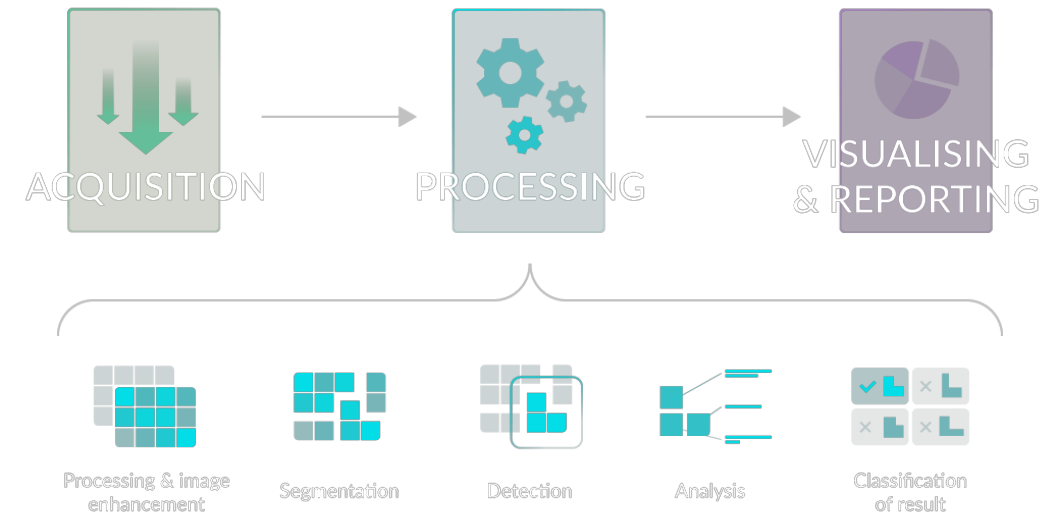 ACQUISITION
PROCESSING
VISUALISING
& REPORTING
Processing & image
enhancement
Segmentation
Detection
Analysis
Classification
of result